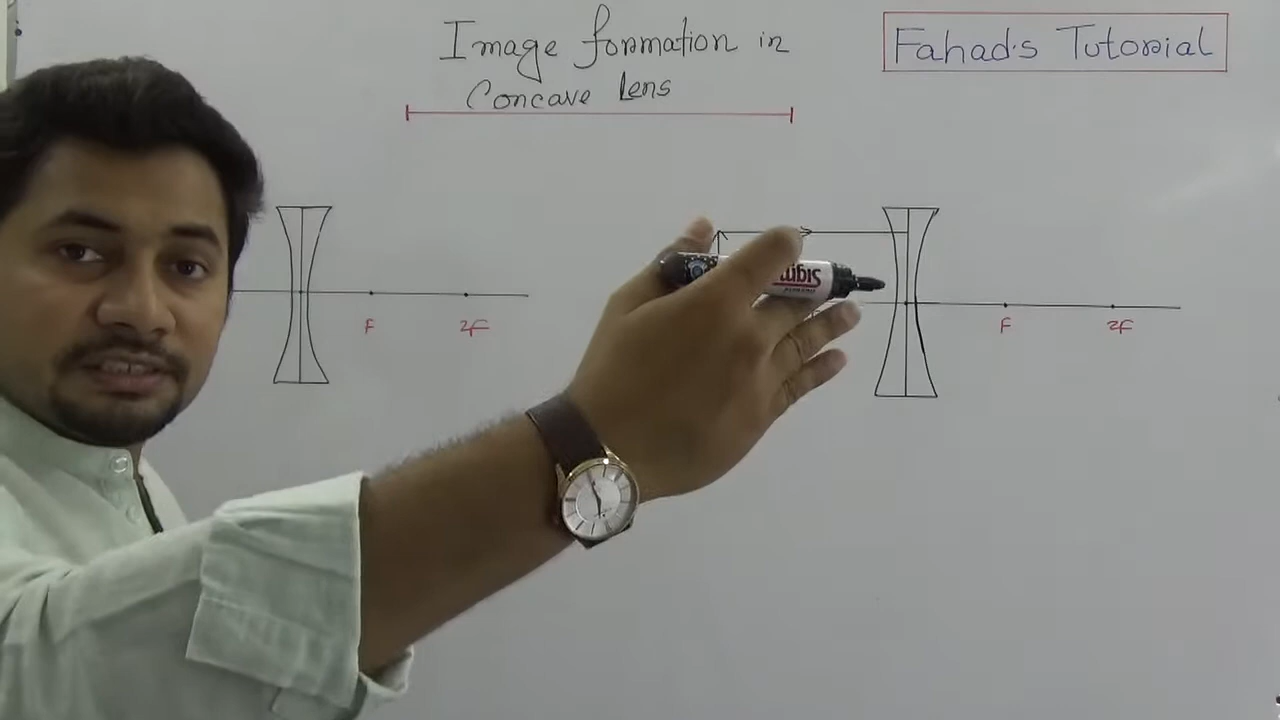 Image formation in
Concave Lens
Fahad's Tutorial
F
2F
F
2F